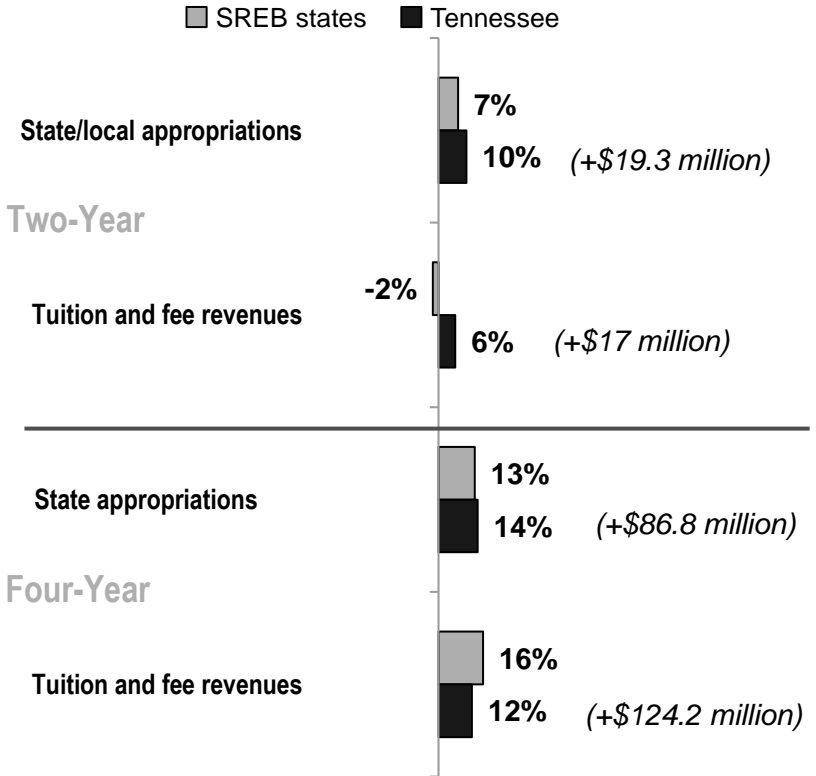 SREB states Tennessee
7%
State/local appropriations
10% (+$19.3 million)
Two-Year
-2%
Tuition and fee revenues
6% (+$17 million)
13%
State appropriations
14% (+$86.8 million)
Four-Year
16%
Tuition and fee revenues
12% (+$124.2 million)